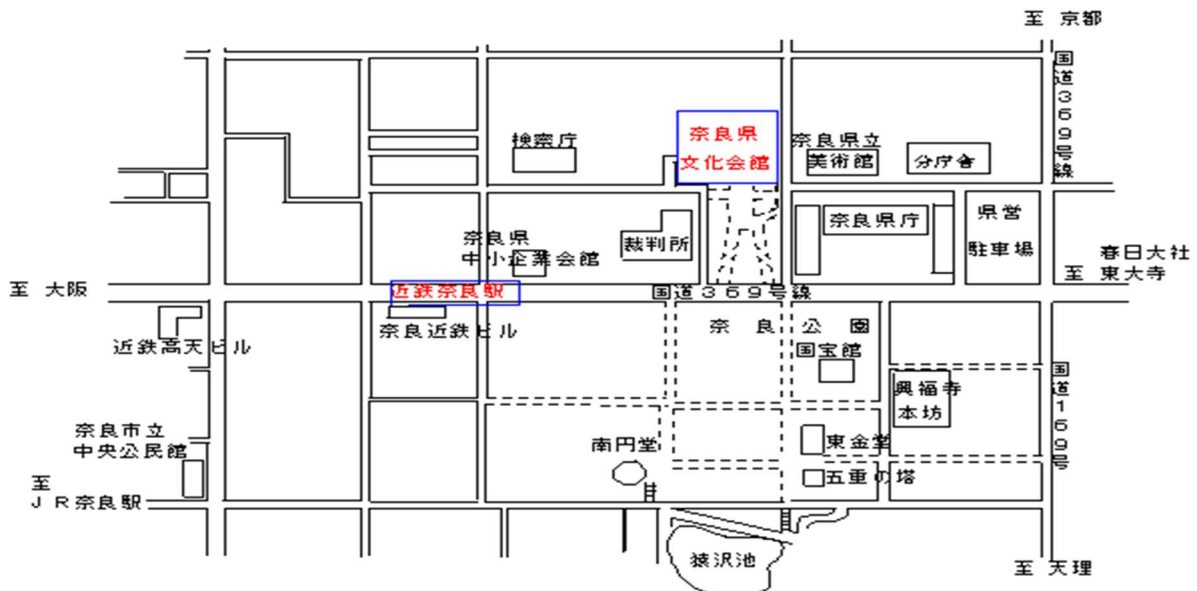 至 京都
国道369号線
検察庁
奈良県
文化会館
奈良県立
美術館
分庁舎
奈良県
中小企業会館
裁判所
奈良県庁
県営
駐車場
春日大社
至 東大寺
至 大阪
近鉄奈良駅
国道369号線
奈良近鉄ビル
近鉄高天ビル
奈良公園
国宝館
興福寺
本坊
国道169号
奈良市立
中央公民館
南円堂
東金堂
五重の塔
至
JR奈良駅
猿沢池
至 天理